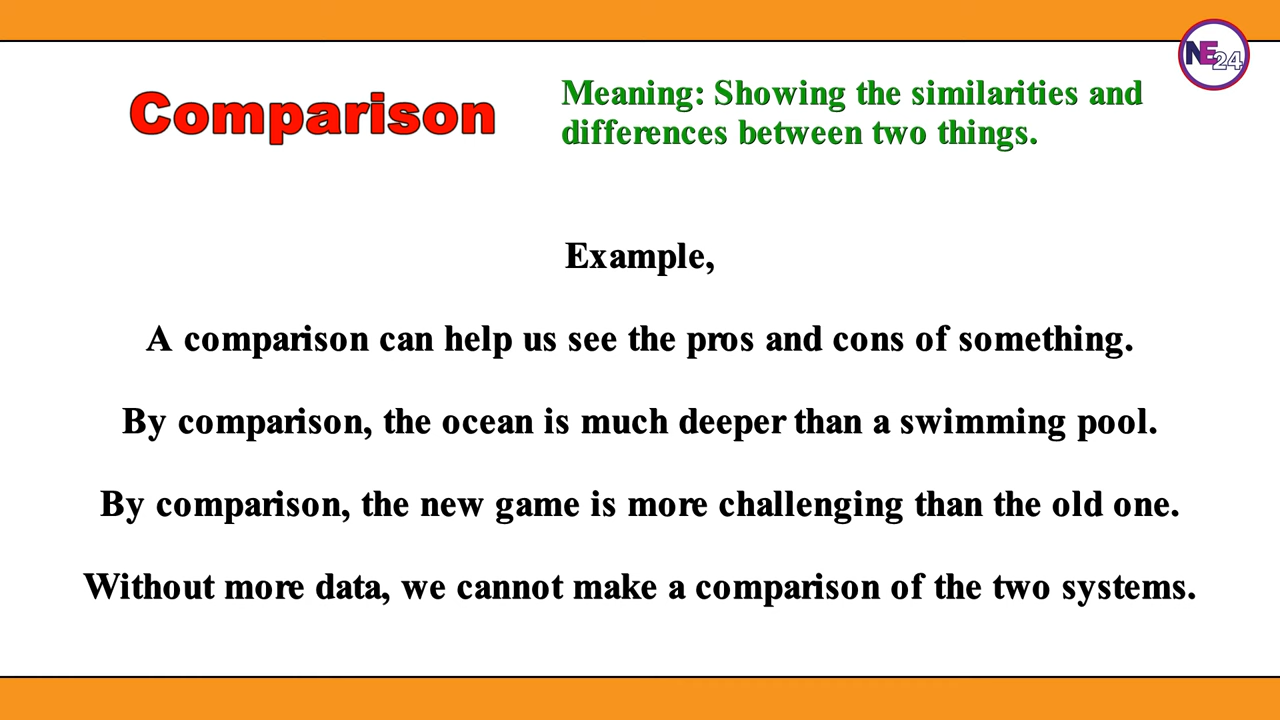 NE24
Comparison
Meaning: Showing the similarities and
differences between two things.
Example,
A comparison can help us see the pros and cons of something.
By comparison, the ocean is much deeper than a swimming pool.
By comparison, the new game is more challenging than the old one.
Without more data, we cannot make a comparison of the two systems.